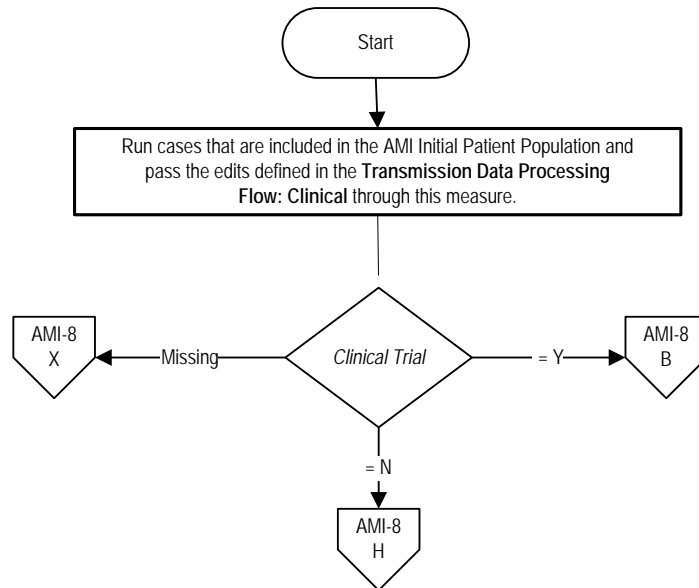 Start
Run cases that are included in the AMI Initial Patient Population and
pass the edits defined in the Transmission Data Processing
Flow: Clinical through this measure.
AMI-8
X
Missing
Clinical Trial
= Y
AMI-8
B
= N
AMI-8
H